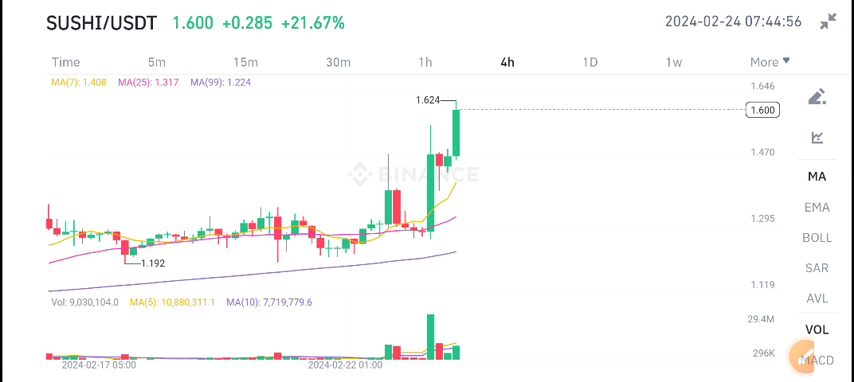 SUSHI/USDT 1.600 +0.285 +21.67% 2024-02-24 07:44:56
Time 5m 15m 30m 1h 4h 1D 1w More
MA(7): 1.408 MA(25): 1.317 MA(99): 1.224
1.646
1.624
1.600
BINANCE
1.470
1.295
1.192
1.119
MA
EMA
BOLL
SAR
AVL
VOL
MACD
Vol: 9,030,104.0 MA(5): 10,880,311.1 MA(10): 7,719,779.6
29.4M
296K
2024-02-17 05:00 2024-02-22 01:00